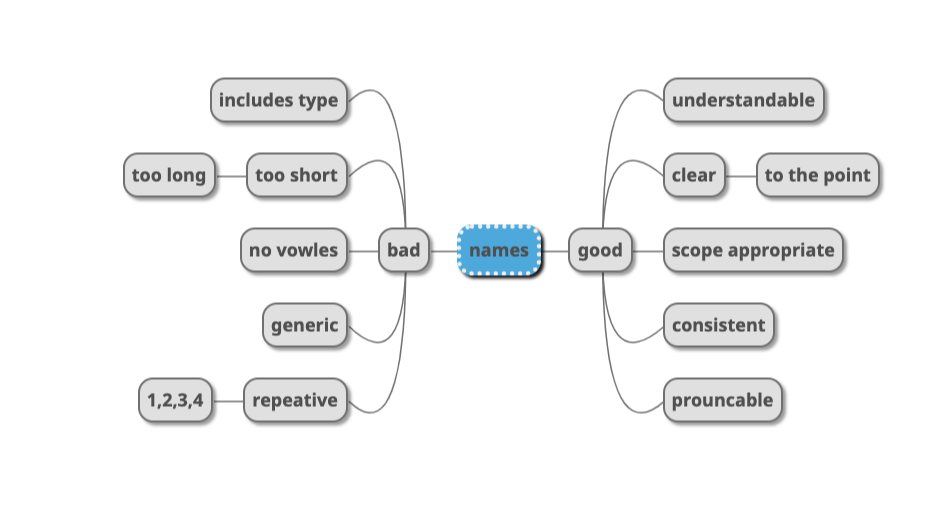 includes type
understandable
too long
too short
clear
to the point
no vowles
bad
names
good
scope appropriate
generic
consistent
1,2,3,4
repeative
prouncable